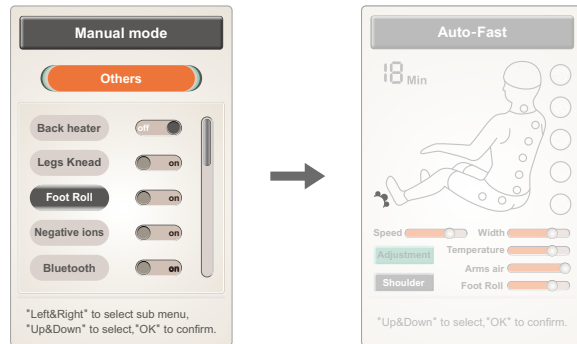 Manual mode
Others
Back heater off
Legs Knead on
Foot Roll on
Negative ions on
Bluetooth on
"Left&Right" to select sub menu,
"Up&Down" to select,"OK" to confirm.
Auto-Fast
18 Min
Speed Width
Adjustment Temperature
Arms air
Shoulder Foot Roll
"Up&Down" to select,"OK" to confirm.